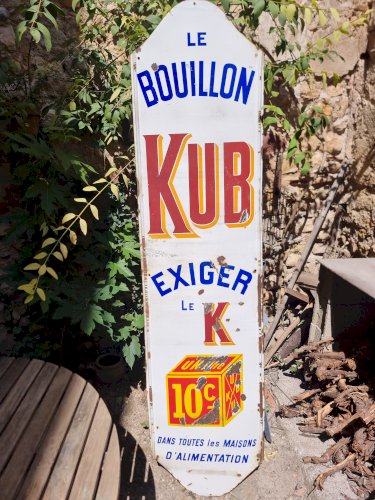 LE
BOUILLON
KUB
EXIGER
LE K
10c
DANS TOUTES les MAISONS
D'ALIMENTATION